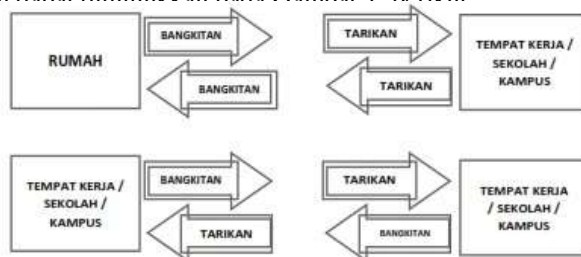 BANGKITAN
TARIKAN
RUMAH
BANGKITAN
TARIKAN
TEMPAT KERJA /
SEKOLAH /
KAMPUS
BANGKITAN
TARIKAN
TEMPAT KERJA /
SEKOLAH /
KAMPUS
TARIKAN
BANGKITAN
TEMPAT KERJA
/ SEKOLAH /
KAMPUS